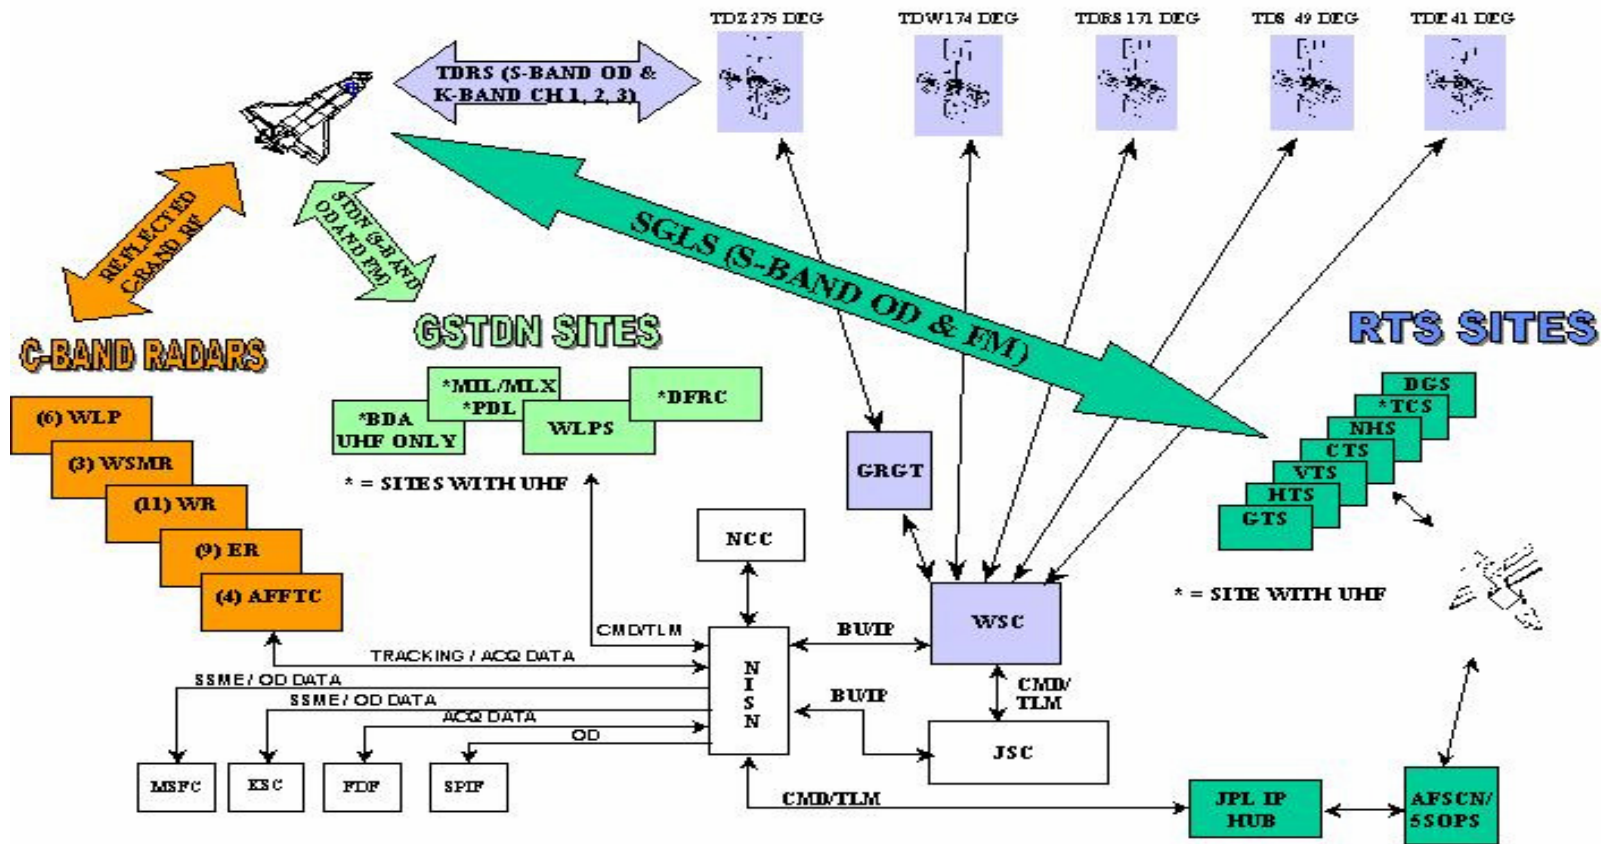 TDZ 275 DEG
TDW 174 DEG
TDRS 171 DEG
TDS 49 DEG
TDE 41 DEG
TDRS (S-BAND OD &
K-BAND CH 1, 2, 3)
REFLECTED
C-BAND RF
STDN (S-BAND
OD AND FM)
SGLS (S-BAND OD & FM)
C-BAND RADARS
GSTDN SITES
RTS SITES
(6) WLP
(3) WSMR
(11) WR
(9) ER
(4) AFFTC
*BDA
UHF ONLY
*MIL/MLX
*PDL
WLPS
*DFRC
* = SITES WITH UHF
GRGT
DGS
*TCS
NHS
CTS
VTS
HTS
GTS
* = SITE WITH UHF
NCC
WSC
NISN
JSC
CMD/TLM
TRACKING / ACQ DATA
SSME / OD DATA
SSME / OD DATA
ACQ DATA
OD
BU/IP
BU/IP
CMD/
TLM
CMD/TLM
MSFC
KSC
FDF
SPIF
JPL IP
HUB
AFSCN/
5SOPS